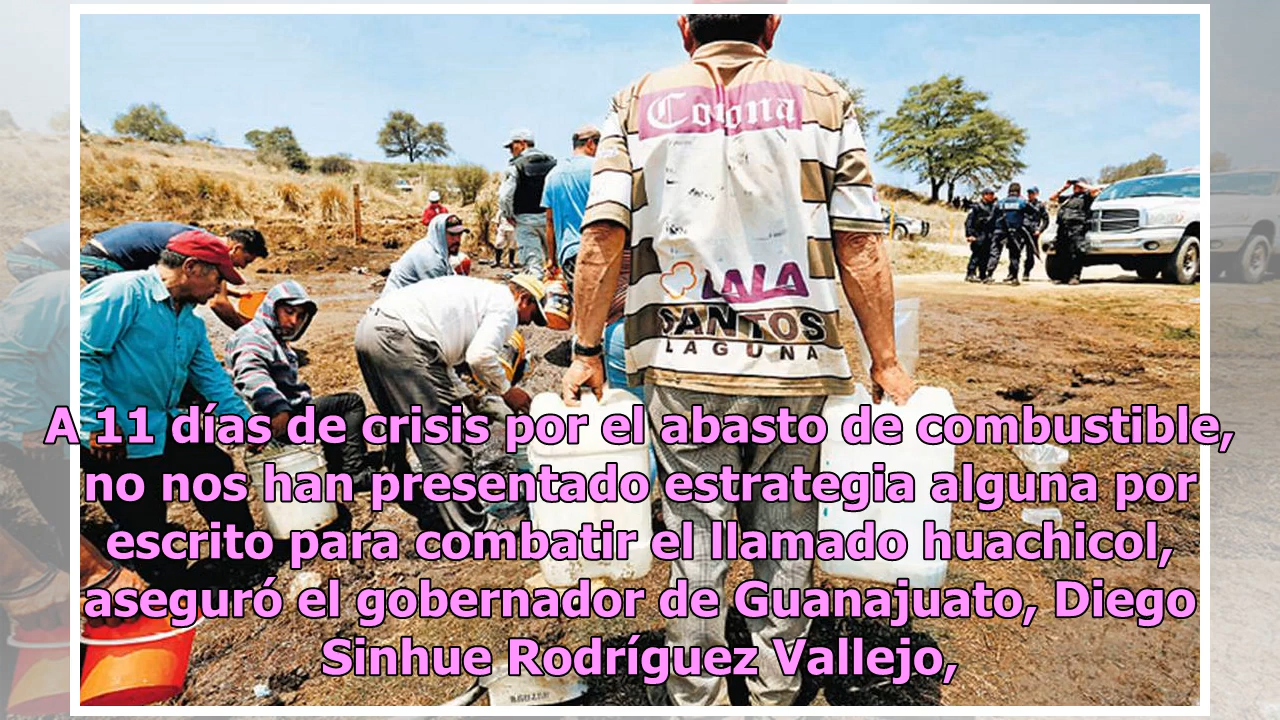 Corona
LALA
SANTOS
LAGUNA
A 11 días de crisis por el abasto de combustible,
no nos han presentado estrategia alguna por
escrito para combatir el llamado huachicol,
aseguró el gobernador de Guanajuato, Diego
Sinhue Rodríguez Vallejo,